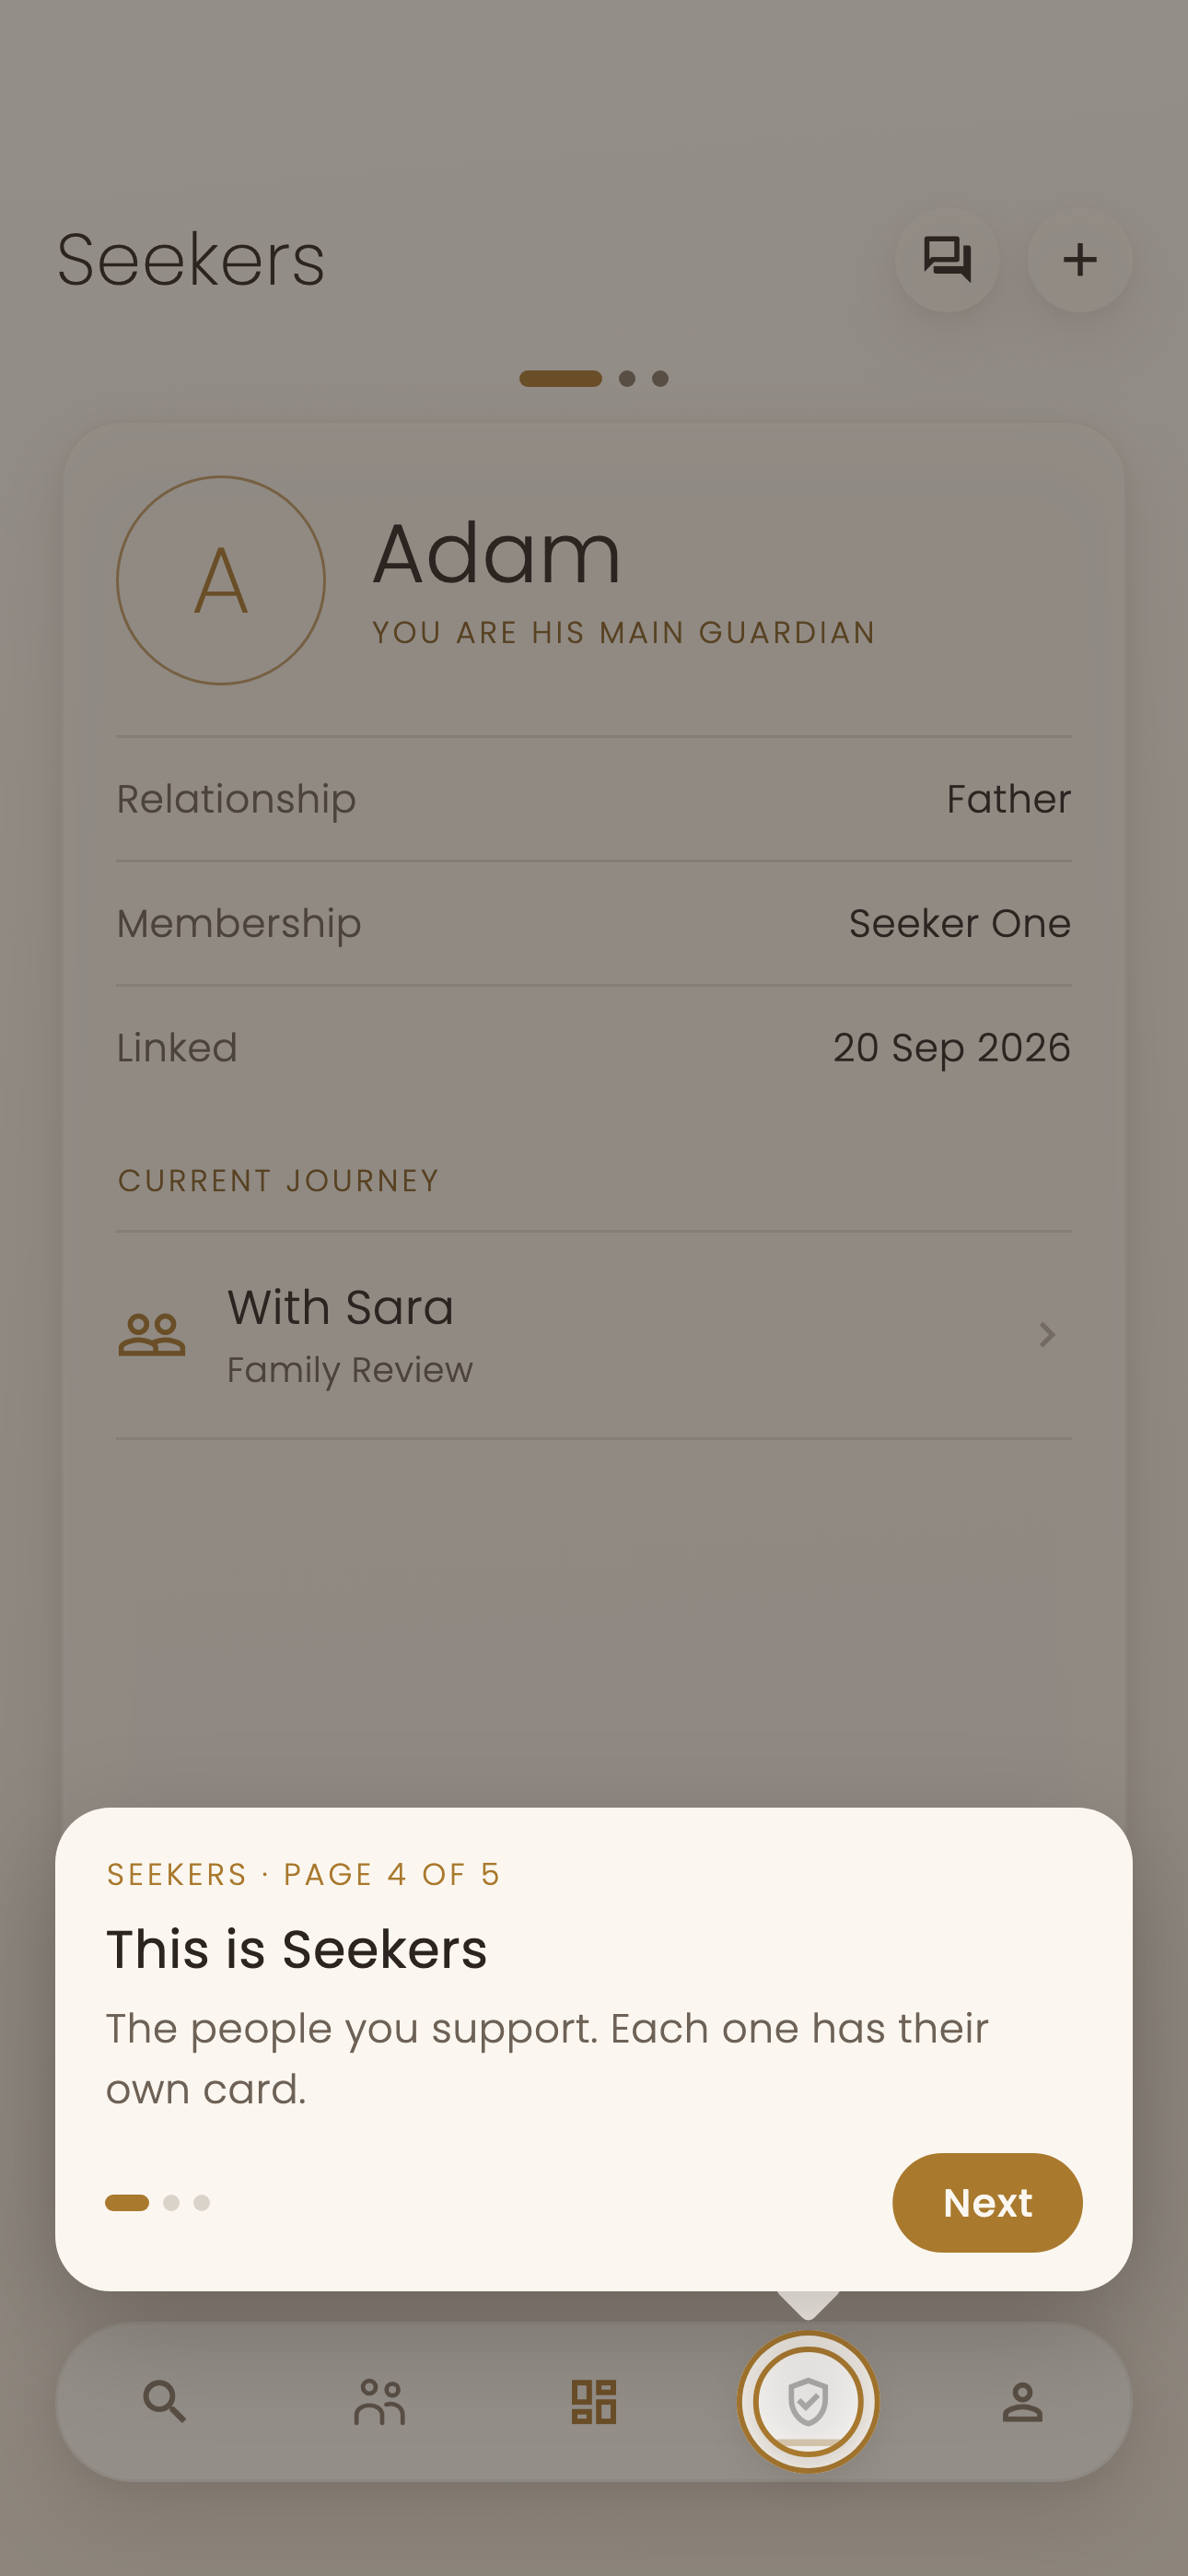 Seekers
A
Adam
YOU ARE HIS MAIN GUARDIAN
Relationship Father
Membership Seeker One
Linked 20 Sep 2026
CURRENT JOURNEY
With Sara
Family Review
SEEKERS · PAGE 4 OF 5
This is Seekers
The people you support. Each one has their
own card.
Next